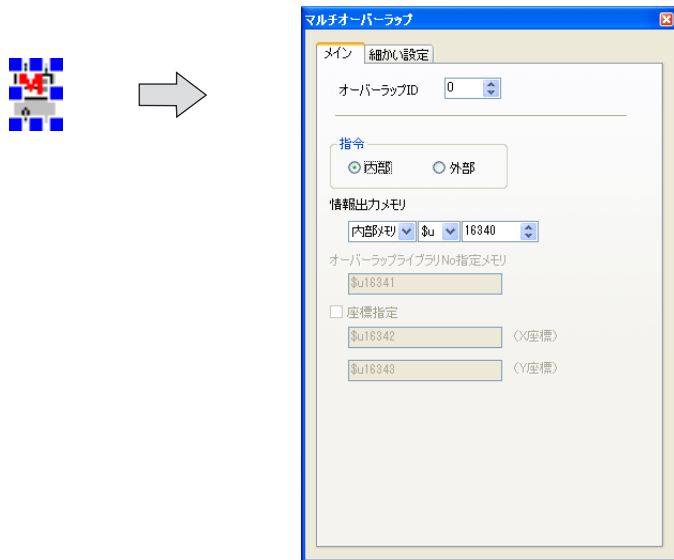 マルチオーバーラップ
メイン 細かい設定
オーバーラップID 0
指令
内部 外部
情報出力メモリ
内部メモリ $u 16340
オーバーラップライブラリNo指定メモリ
$u16341
座標指定
$u16342 (X座標)
$u16343 (Y座標)